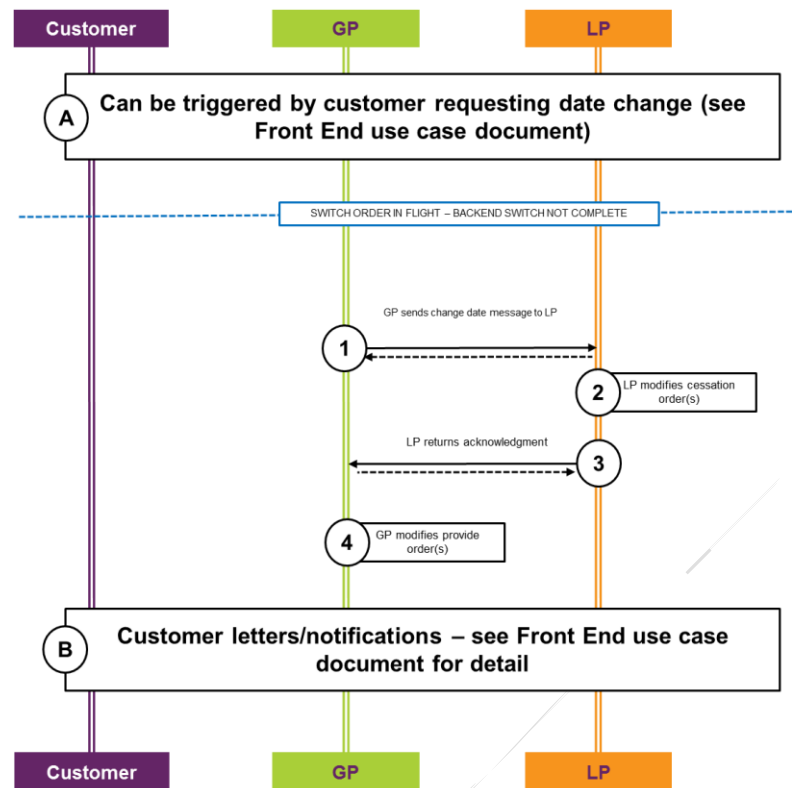 Customer GP LP
A
Can be triggered by customer requesting date change (see
Front End use case document)
SWITCH ORDER IN FLIGHT – BACKEND SWITCH NOT COMPLETE
GP sends change date message to LP
1
2
LP modifies cessation
order(s)
LP returns acknowledgment
3
4
GP modifies provide
order(s)
B
Customer letters/notifications – see Front End use case
document for detail
Customer GP LP